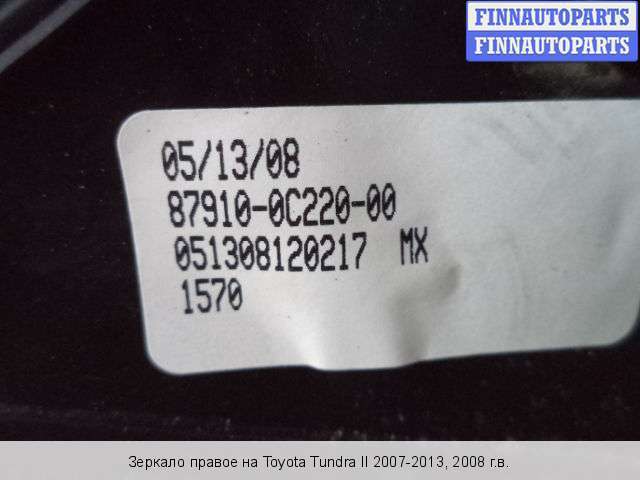 FINNAUTOPARTS
FINNAUTOPARTS
05/13/08
87910-0C220-00
051308120217 MX
1570
Зеркало правое на Toyota Tundra II 2007-2013, 2008 г.в.